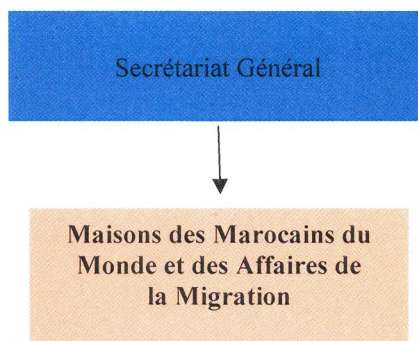 Secrétariat Général
Maisons des Marocains du
Monde et des Affaires de
la Migration